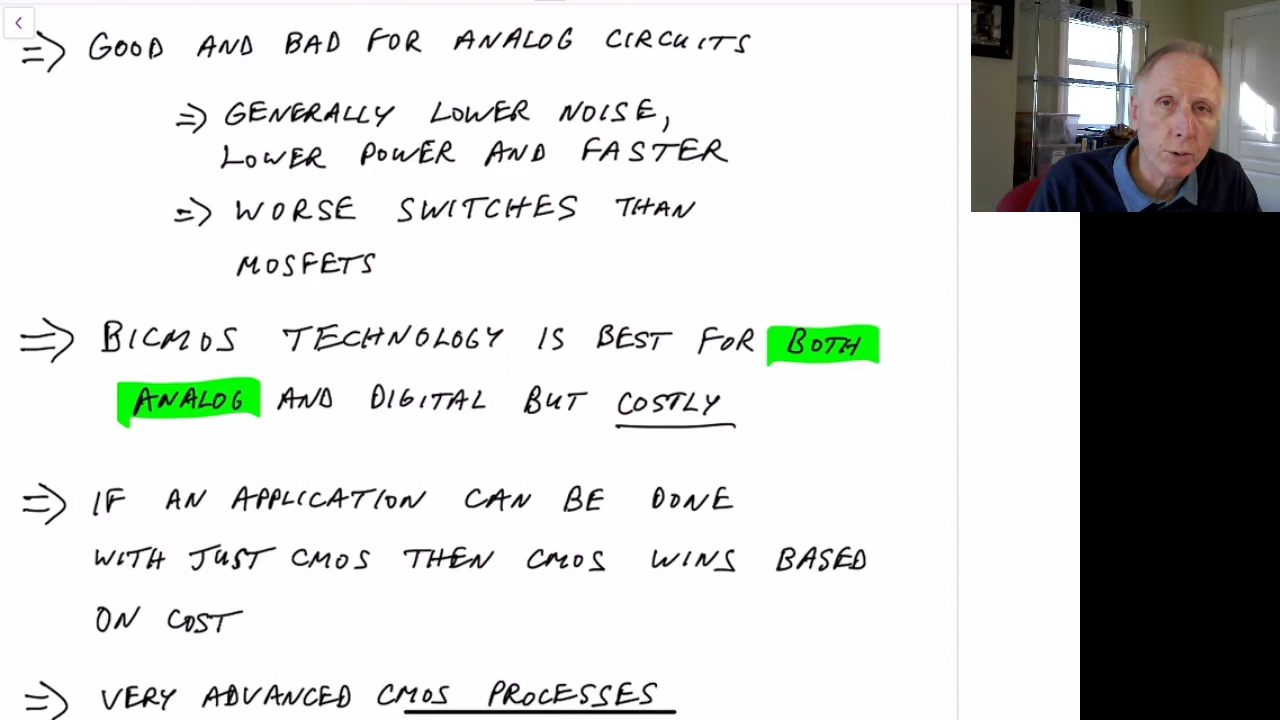 ⇒ GOOD AND BAD FOR ANALOG CIRCUITS
⇒ GENERALLY LOWER NOISE,
LOWER POWER AND FASTER
⇒ WORSE SWITCHES THAN
MOSFETS
⇒ BICMOS TECHNOLOGY IS BEST FOR BOTH
ANALOG AND DIGITAL BUT COSTLY
⇒ IF AN APPLICATION CAN BE DONE
WITH JUST CMOS THEN CMOS WINS BASED
ON COST
⇒ VERY ADVANCED CMOS PROCESSES